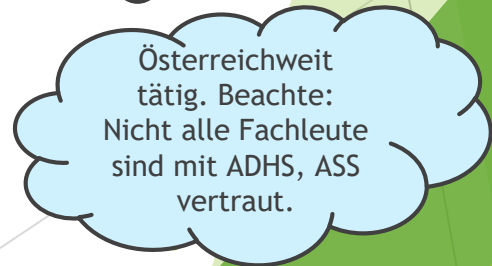 Österreichweit
tätig. Beachte:
Nicht alle Fachleute
sind mit ADHS, ASS
vertraut.